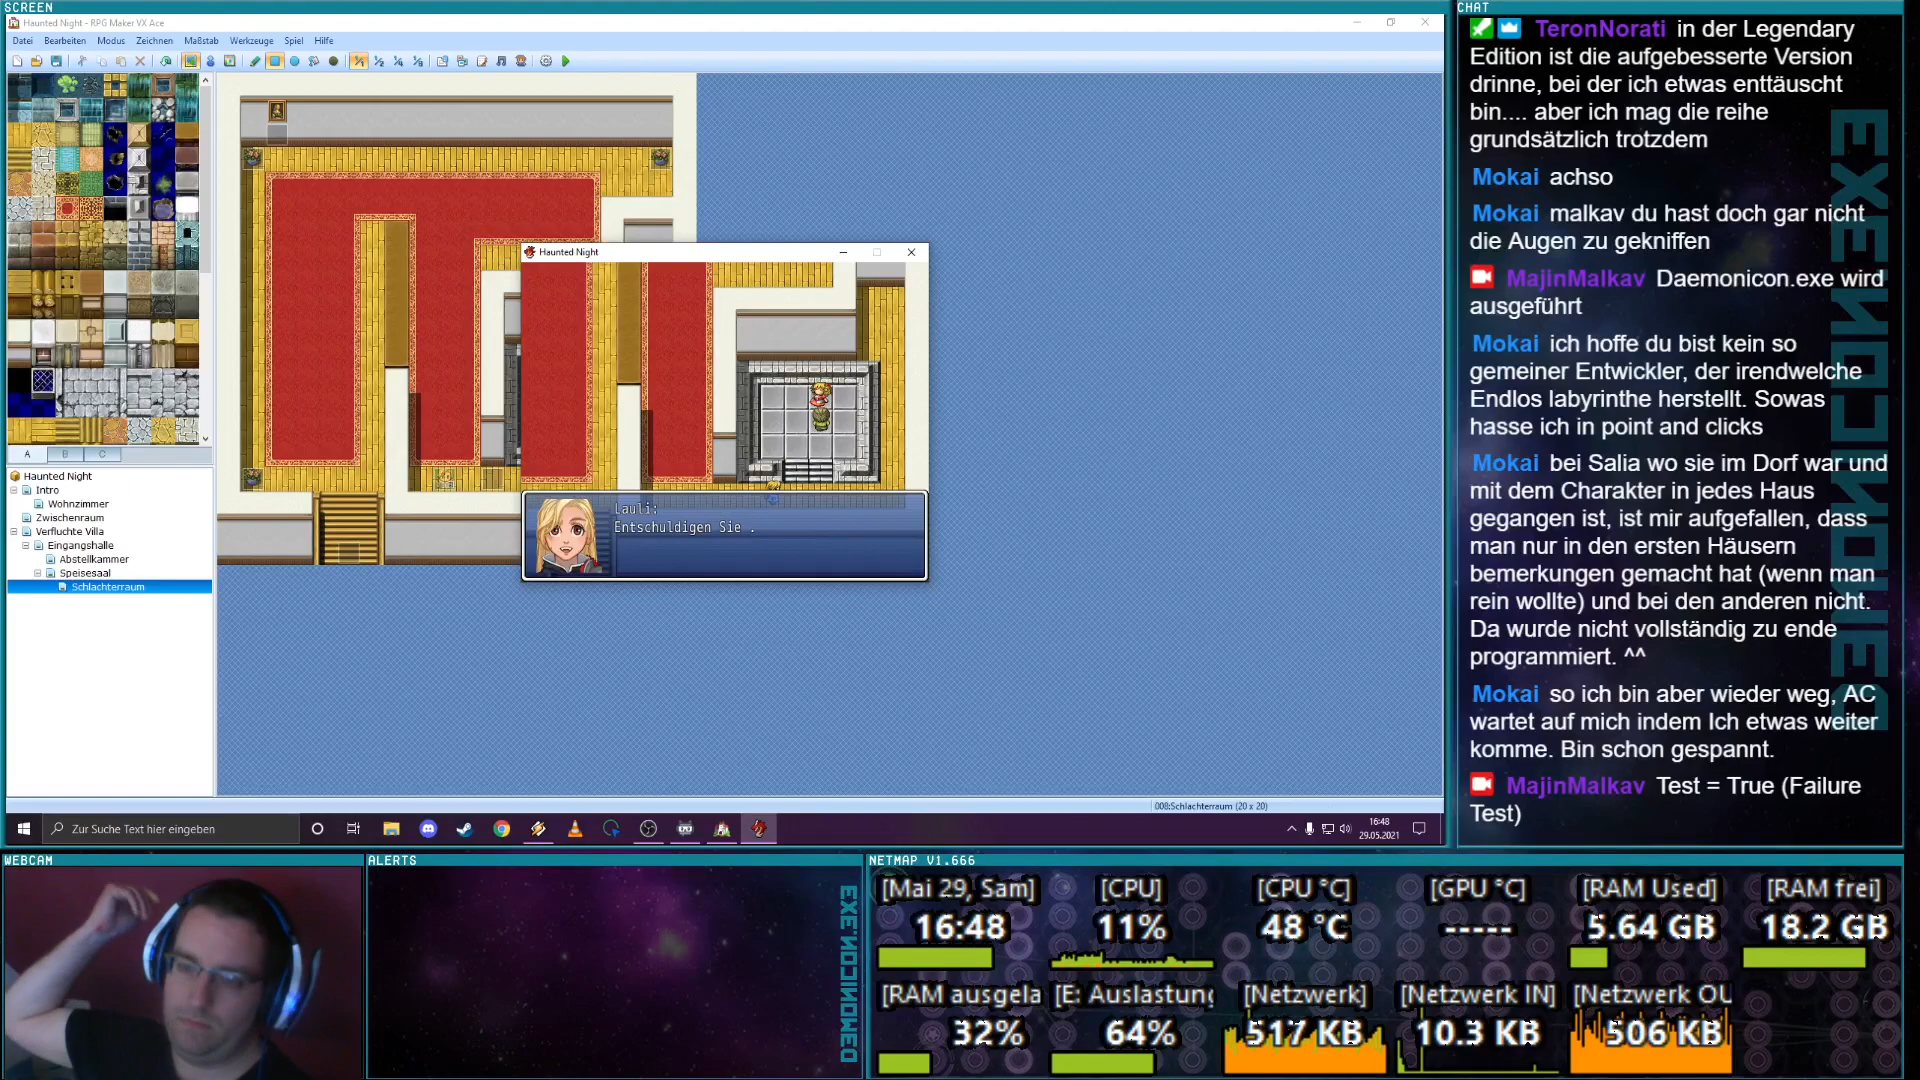 SCREEN
Haunted Night - RPG Maker VX Ace
Datei Bearbeiten Modus Zeichnen Maßstab Werkzeuge Spiel Hilfe
A B C
Haunted Night
Intro
Wohnzimmer
Zwischenraum
Verfluchte Villa
Eingangshalle
Abstellkammer
Speisesaal
Schlachterraum
Haunted Night
Lauli:
Entschuldigen Sie .
008:Schlachterraum (20 x 20)
Zur Suche Text hier eingeben
16:48
29.05.2021
CHAT
TeronNorati in der Legendary
Edition ist die aufgebesserte Version
drinne, bei der ich etwas enttäuscht
bin.... aber ich mag die reihe
grundsätzlich trotzdem
Mokai achso
Mokai malkav du hast doch gar nicht
die Augen zu gekniffen
MajinMalkav Daemonicon.exe wird
ausgeführt
Mokai ich hoffe du bist kein so
gemeiner Entwickler, der irendwelche
Endlos labyrinthe herstellt. Sowas
hasse ich in point and clicks
Mokai bei Salia wo sie im Dorf war und
mit dem Charakter in jedes Haus
gegangen ist, ist mir aufgefallen, dass
man nur in den ersten Häusern
bemerkungen gemacht hat (wenn man
rein wollte) und bei den anderen nicht.
Da wurde nicht vollständig zu ende
programmiert. ^^
Mokai so ich bin aber wieder weg, AC
wartet auf mich indem Ich etwas weiter
komme. Bin schon gespannt.
MajinMalkav Test = True (Failure
Test)
WEBCAM
ALERTS
NETMAP V1.666
[Mai 29, Sam] [CPU] [CPU °C] [GPU °C] [RAM Used] [RAM frei]
16:48 11% 48 °C ----- 5.64 GB 18.2 GB
[RAM ausgela [E: Auslastung [Netzwerk] [Netzwerk IN] [Netzwerk OU
32% 64% 517 KB 10.3 KB 506 KB